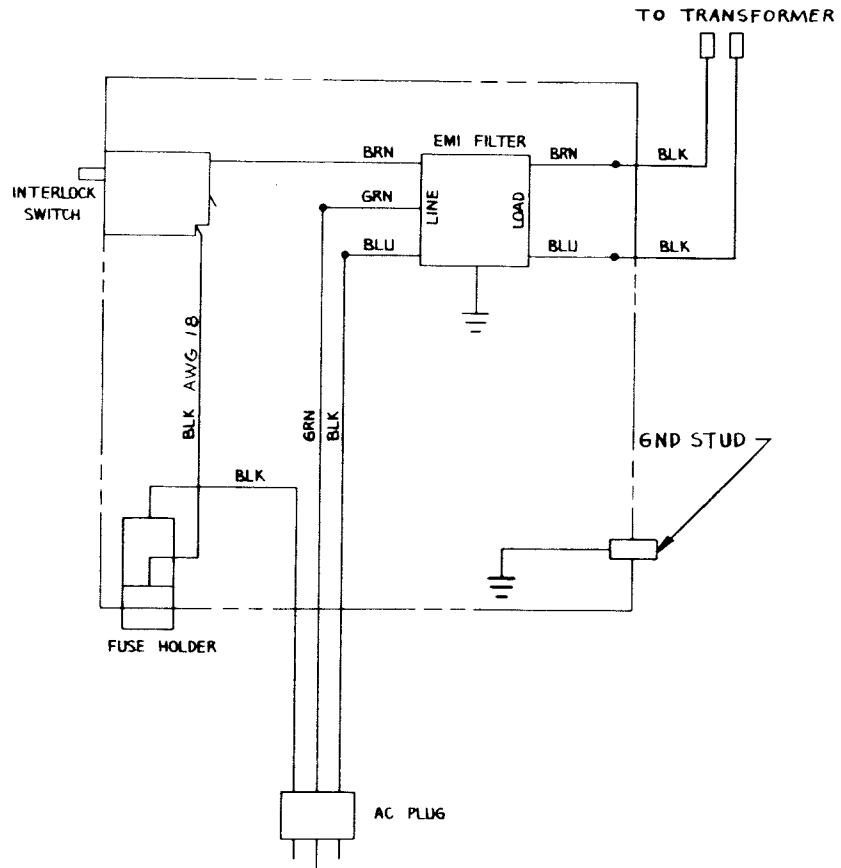 TO TRANSFORMER
EMI FILTER
BRN
BRN
BLK
INTERLOCK
SWITCH
GRN
LINE
LOAD
BLU
BLU
BLK
BLK AWG 18
GRN
BLK
GND STUD
BLK
FUSE HOLDER
AC PLUG